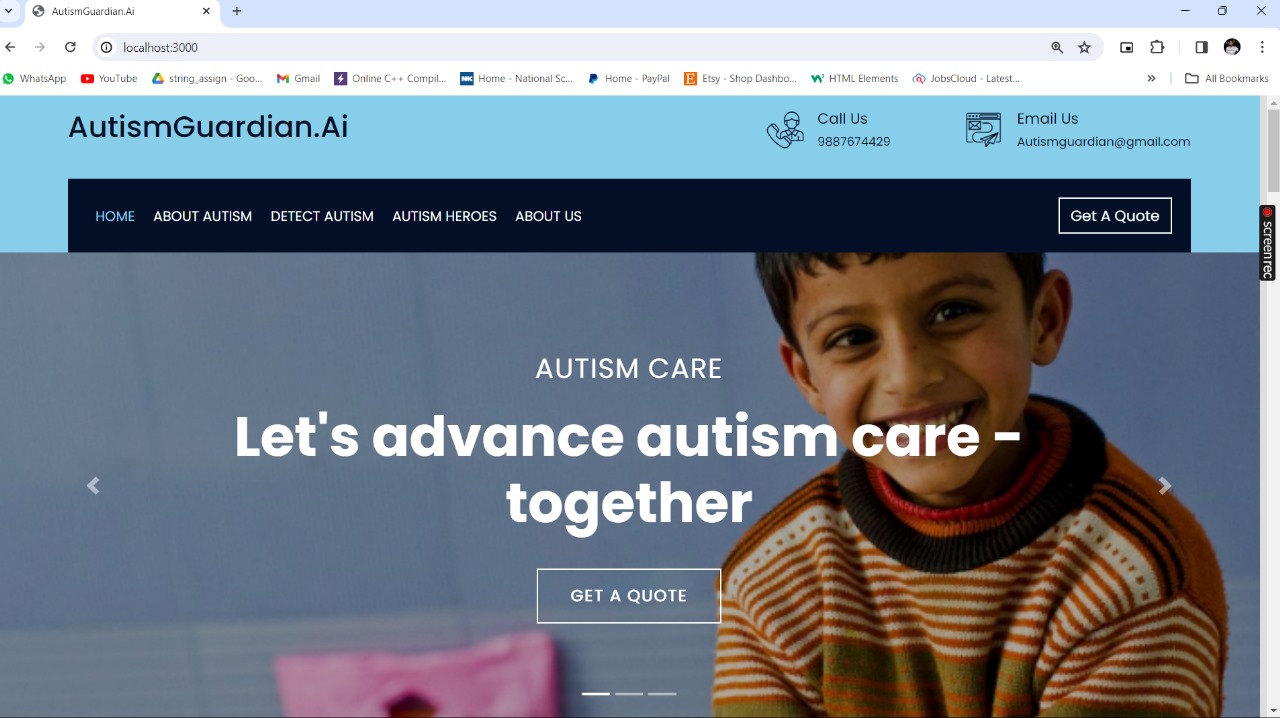 AutismGuardian.Ai
localhost:3000
WhatsApp YouTube string_assign - Goo... Gmail Online C++ Compil... Home - National Sc... Home - PayPal Etsy - Shop Dashbo... HTML Elements JobsCloud - Latest... » All Bookmarks
AutismGuardian.Ai
Call Us
9887674429
Email Us
Autismguardian@gmail.com
HOME ABOUT AUTISM DETECT AUTISM AUTISM HEROES ABOUT US Get A Quote
screenrec
AUTISM CARE
Let's advance autism care -
together
GET A QUOTE